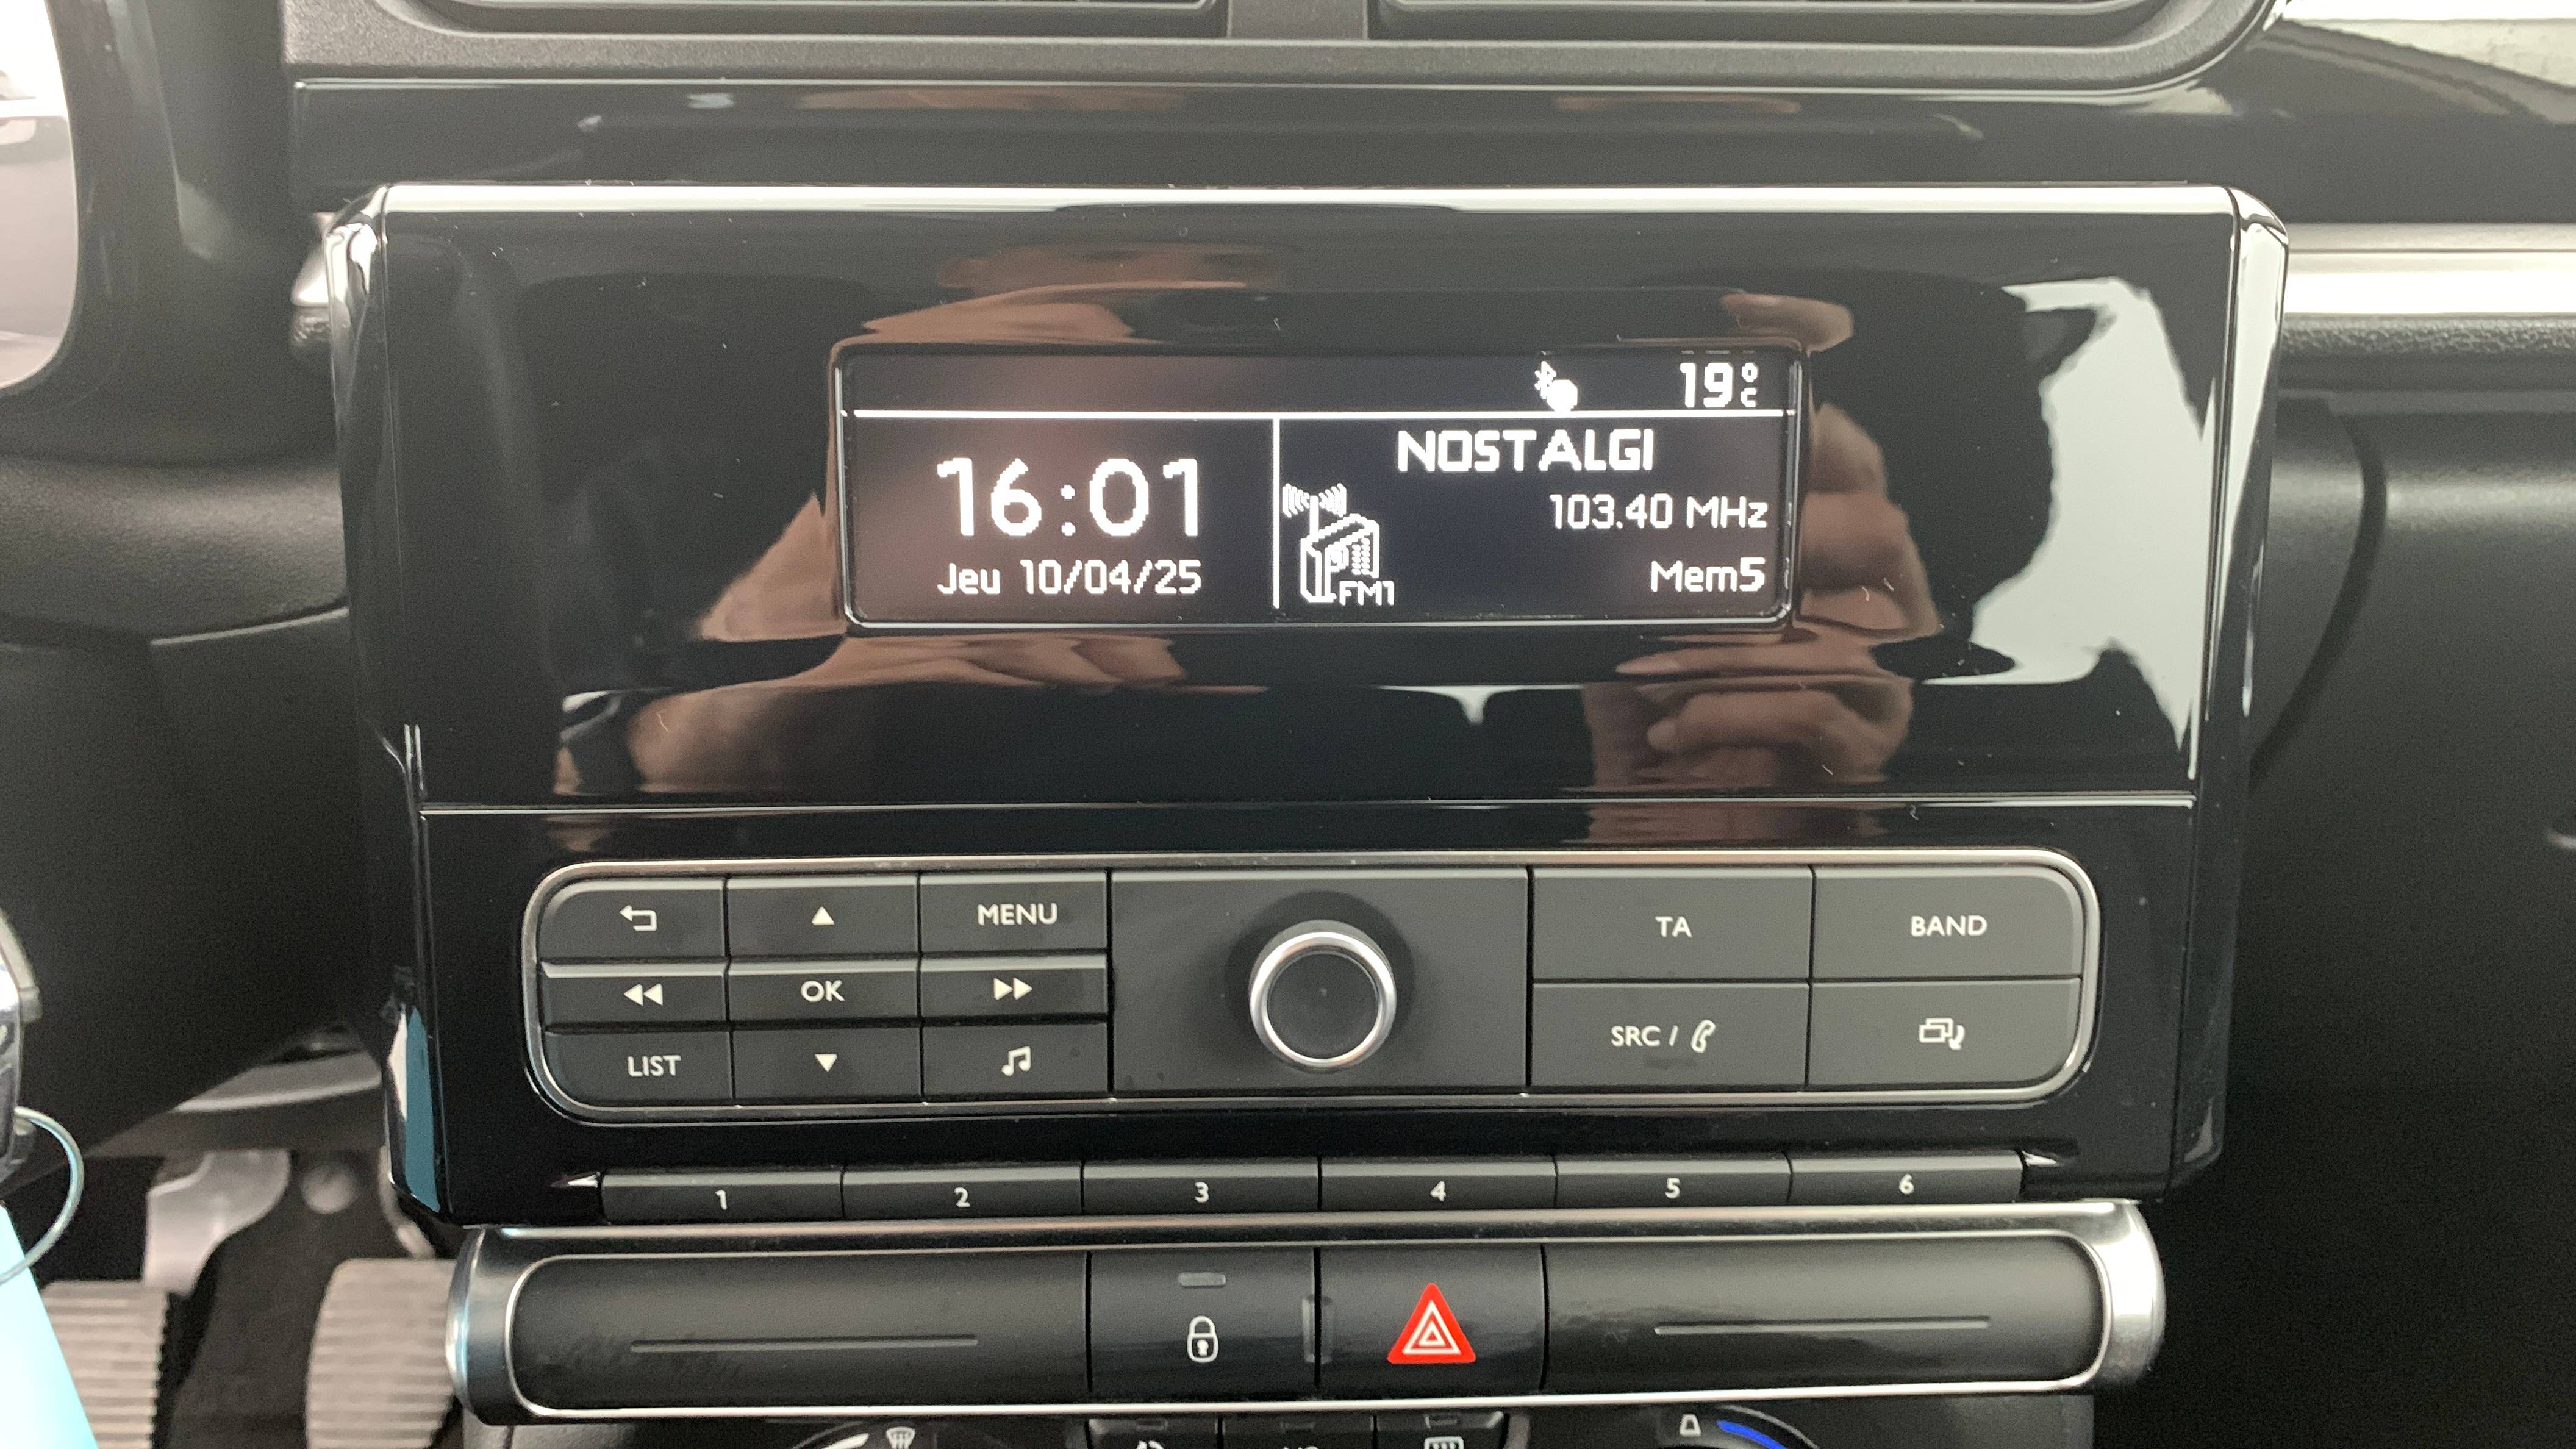 19°C
16:01
Jeu 10/04/25
NOSTALGI
103.40 MHz
FM1
Mem5
MENU
OK
LIST
TA
BAND
SRC /
1
2
3
4
5
6